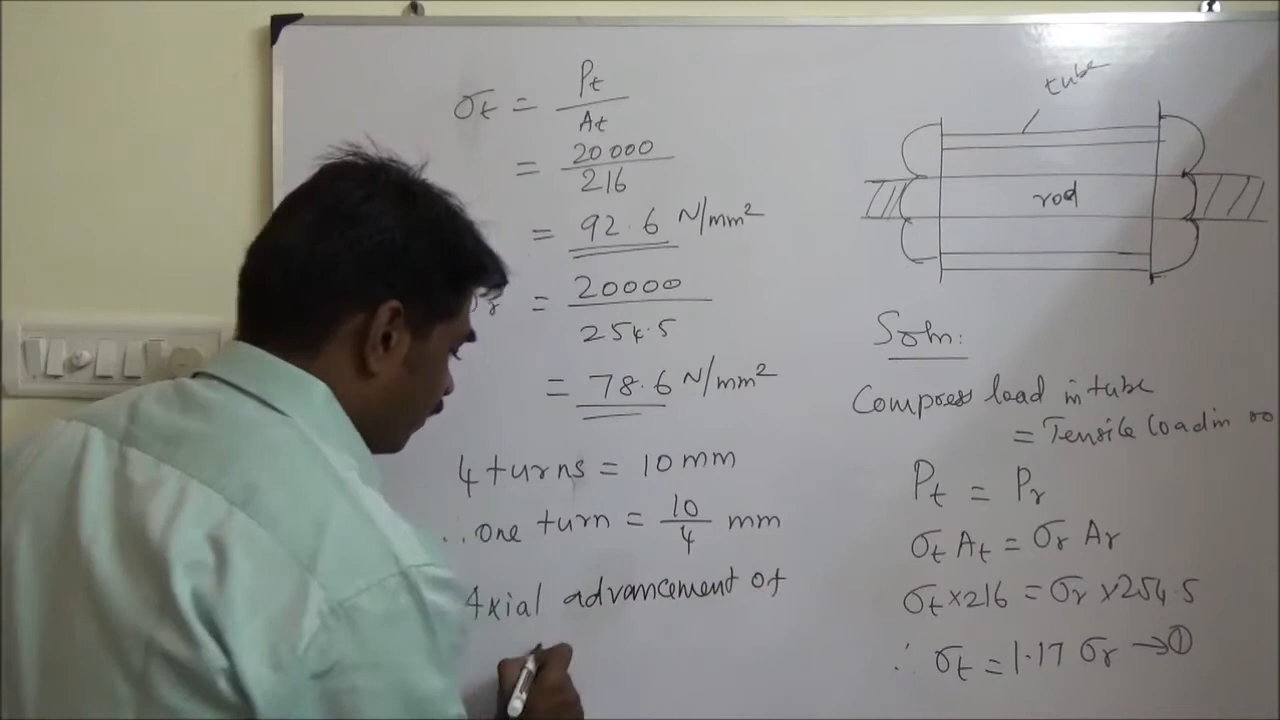 σt = Pt / At
= 20000 / 216
= 92.6 N/mm²
= 20000 / 254.5
= 78.6 N/mm²
4 turns = 10 mm
∴ one turn = 10/4 mm
Axial advancement of
tube
rod
Soln:
Compress load in tube
= Tensile load in ro
Pt = Pr
σt At = σr Ar
σt × 216 = σr × 254.5
∴ σt = 1.17 σr → ①